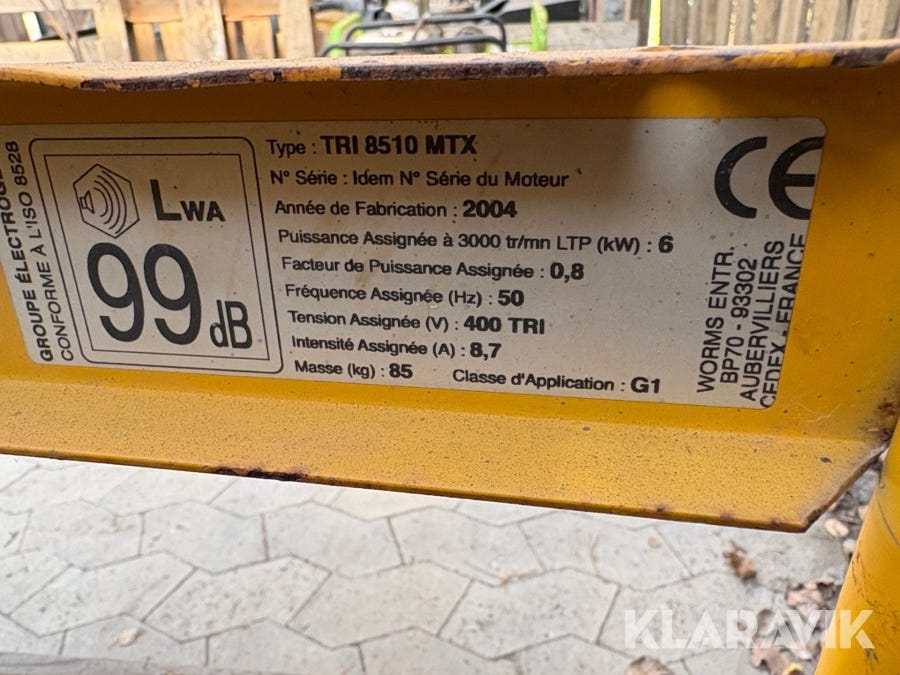 GROUPE ÉLECTROGÈ
CONFORME À L'ISO 8528
LWA
99 dB
Type : TRI 8510 MTX
N° Série : Idem N° Série du Moteur
Année de Fabrication : 2004
Puissance Assignée à 3000 tr/mn LTP (kW) : 6
Facteur de Puissance Assignée : 0,8
Fréquence Assignée (Hz) : 50
Tension Assignée (V) : 400 TRI
Intensité Assignée (A) : 8,7
Masse (kg) : 85 Classe d'Application : G1
CE
WORMS ENTR.
BP70 - 93302
AUBERVILLIERS
CEDEX - FRANCE
KLARAVIK